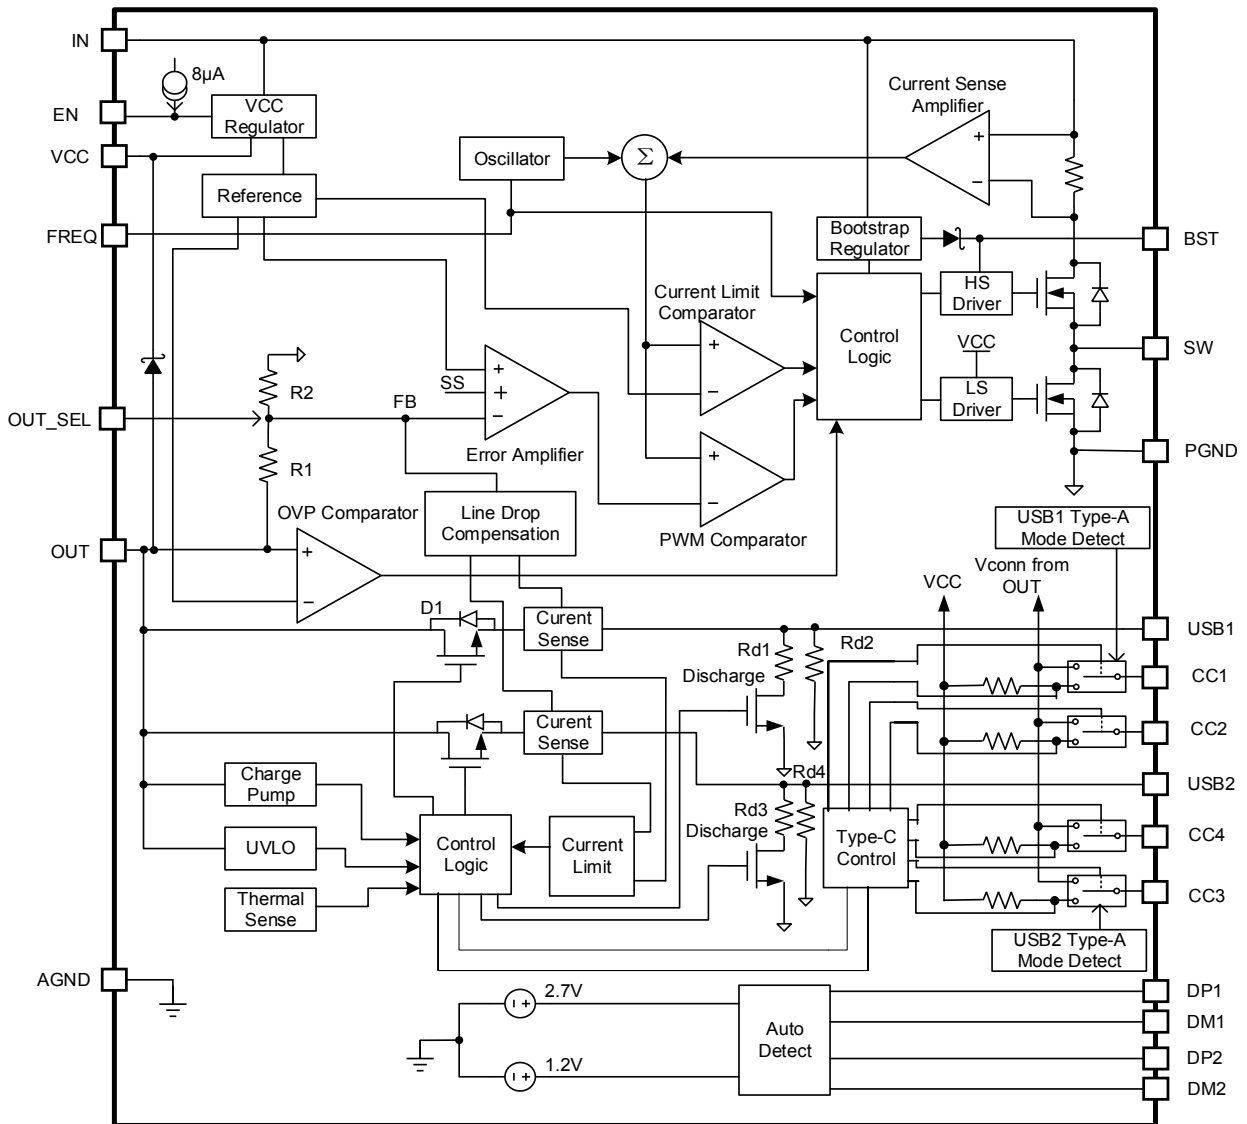 IN
8µA
EN
VCC
Regulator
VCC
Reference
FREQ
Oscillator
Σ
Current Sense
Amplifier
+
−
Bootstrap
Regulator
BST
HS
Driver
Current Limit
Comparator
+
−
Control
Logic
VCC
LS
Driver
SW
PGND
R2
OUT_SEL
FB
SS
+
+
−
Error Amplifier
R1
+
−
PWM Comparator
Line Drop
Compensation
OVP Comparator
+
−
OUT
USB1 Type-A
Mode Detect
VCC
Vconn from
OUT
D1
Curent
Sense
USB1
Rd1
Rd2
Discharge
CC1
Curent
Sense
CC2
USB2
Charge
Pump
Rd4
Rd3
Discharge
UVLO
Control
Logic
Current
Limit
Type-C
Control
CC4
Thermal
Sense
CC3
USB2 Type-A
Mode Detect
AGND
2.7V
+
1.2V
+
Auto
Detect
DP1
DM1
DP2
DM2